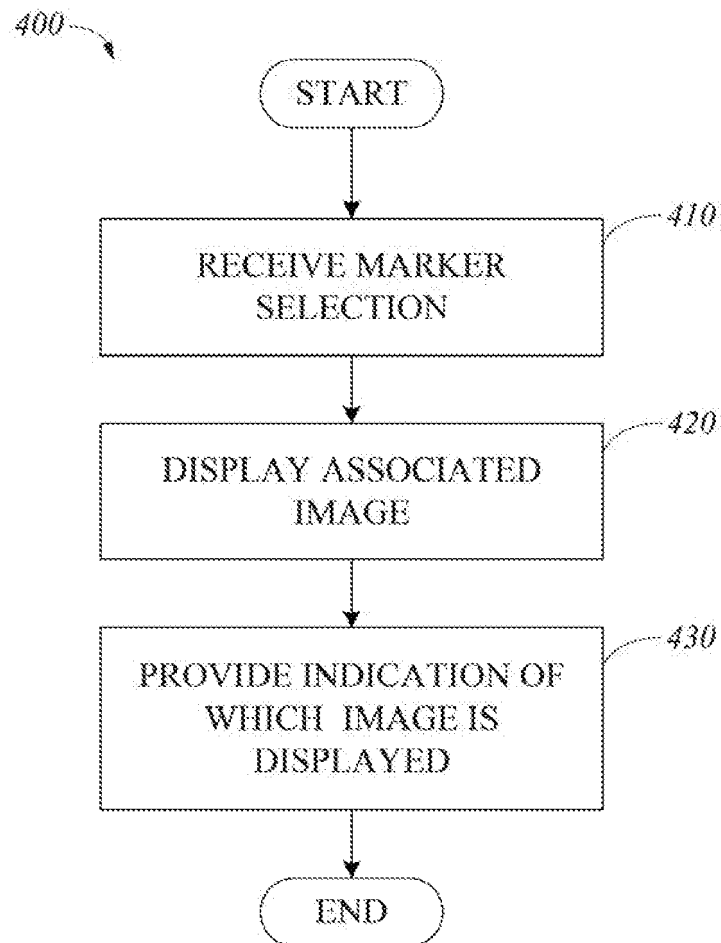 400
START
410
RECEIVE MARKER
SELECTION
420
DISPLAY ASSOCIATED
IMAGE
430
PROVIDE INDICATION OF
WHICH IMAGE IS
DISPLAYED
END